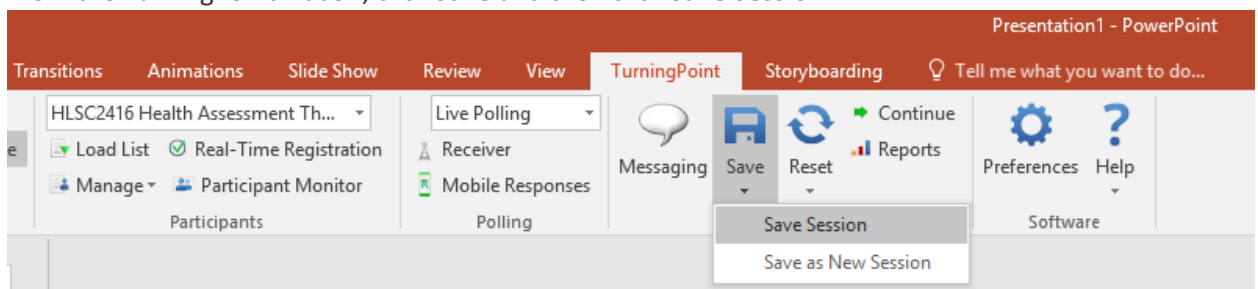 Presentation1 - PowerPoint
Transitions Animations Slide Show Review View TurningPoint Storyboarding Tell me what you want to do...
HLSC2416 Health Assessment Th... Live Polling Continue
Load List Real-Time Registration Receiver Reports
Messaging Save Reset Preferences Help
Manage Participant Monitor Mobile Responses
Participants Polling Software
Save Session
Save as New Session